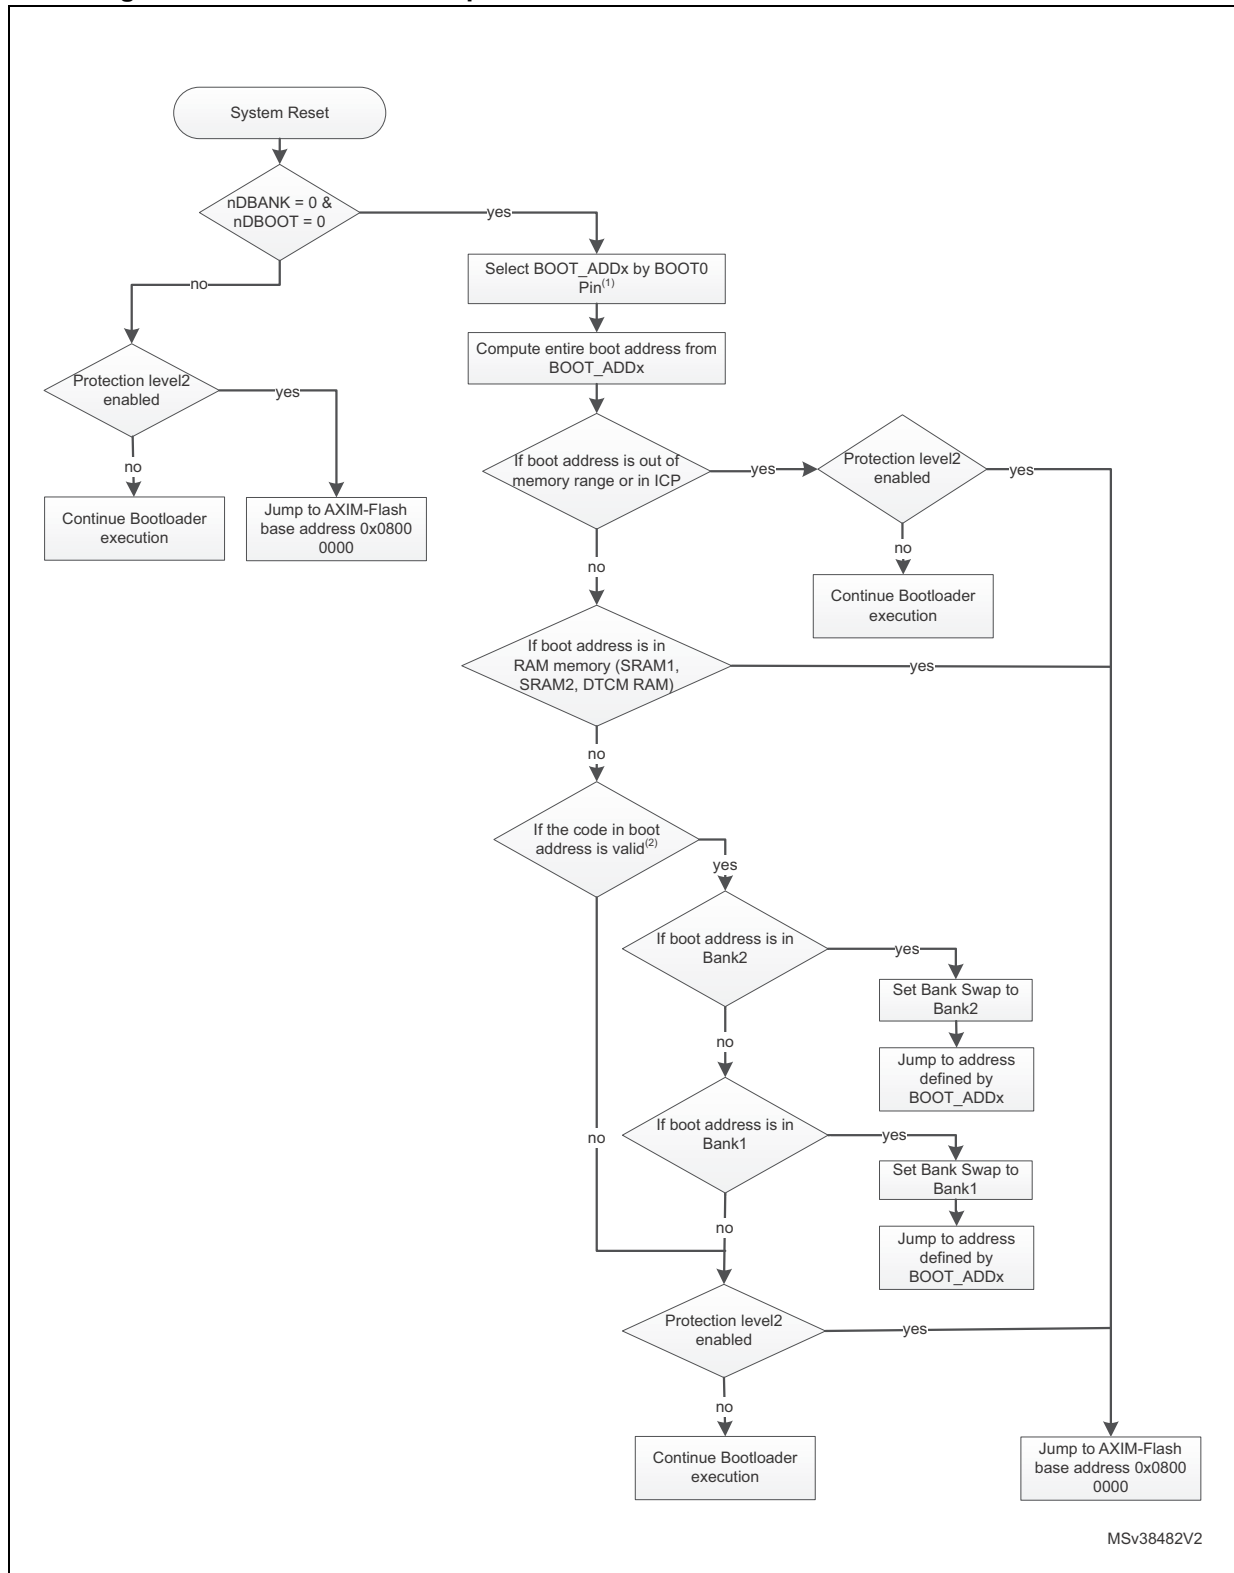 System Reset
nDBANK = 0 &
nDBOOT = 0
yes
no
Select BOOT_ADDx by BOOT0
Pin(1)
Compute entire boot address from
BOOT_ADDx
Protection level2
enabled
yes
no
Continue Bootloader
execution
Jump to AXIM-Flash
base address 0x0800
0000
If boot address is out of
memory range or in ICP
yes
Protection level2
enabled
yes
no
Continue Bootloader
execution
no
If boot address is in
RAM memory (SRAM1,
SRAM2, DTCM RAM)
yes
no
If the code in boot
address is valid(2)
yes
If boot address is in
Bank2
yes
Set Bank Swap to
Bank2
Jump to address
defined by
BOOT_ADDx
no
If boot address is in
Bank1
yes
Set Bank Swap to
Bank1
Jump to address
defined by
BOOT_ADDx
no
no
Protection level2
enabled
yes
no
Continue Bootloader
execution
Jump to AXIM-Flash
base address 0x0800
0000
MSv38482V2